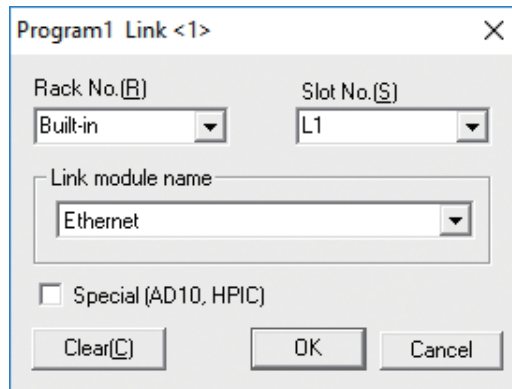 Program1 Link <1>
Rack No.(R) Slot No.(S)
Built-in L1
Link module name
Ethernet
Special (AD10, HPIC)
Clear(C) OK Cancel